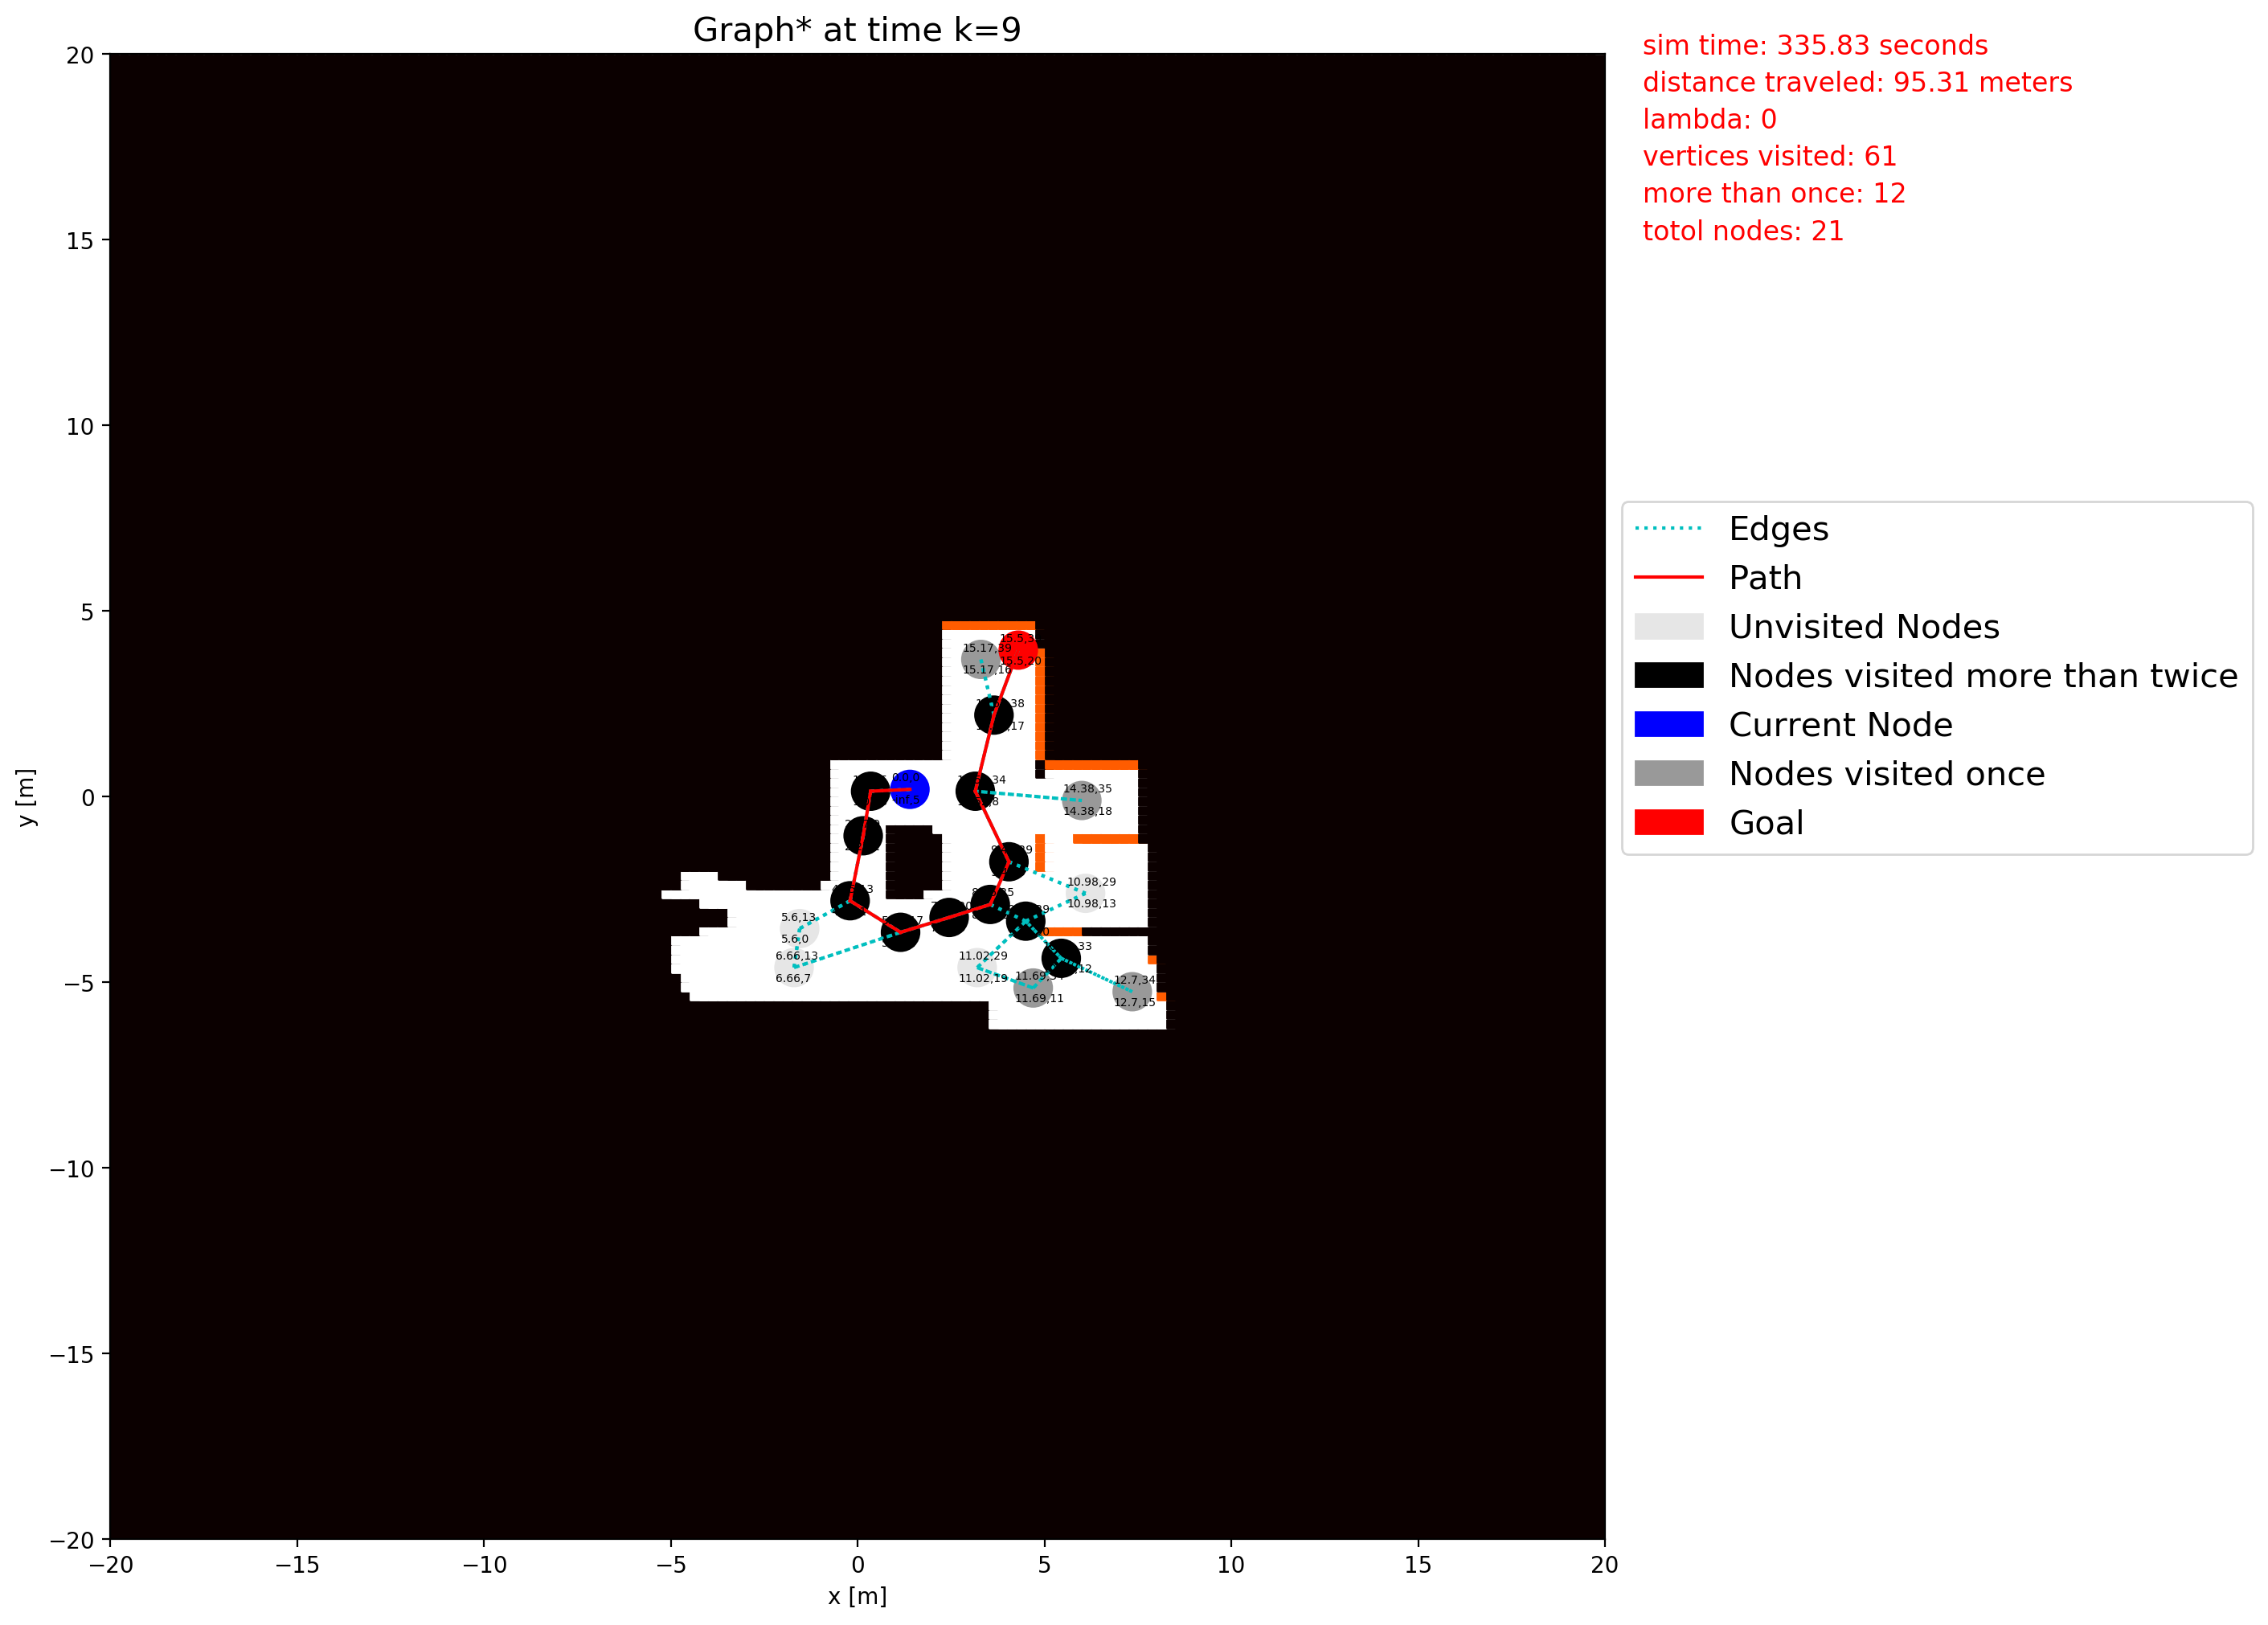 Graph* at time k=9
sim time: 335.83 seconds
distance traveled: 95.31 meters
lambda: 0
vertices visited: 61
more than once: 12
totol nodes: 21
Edges
Path
Unvisited Nodes
Nodes visited more than twice
Current Node
Nodes visited once
Goal
y [m]
20
15
10
5
0
−5
−10
−15
−20
15.17,39
15.17,16
15.5,20
14.38,35
14.38,18
10.98,29
10.98,13
5.6,13
5.6,0
6.66,13
6.66,7
11.02,29
11.02,19
11.69,11
12.7,34
12.7,15
−20
−15
−10
−5
0
5
10
15
20
x [m]